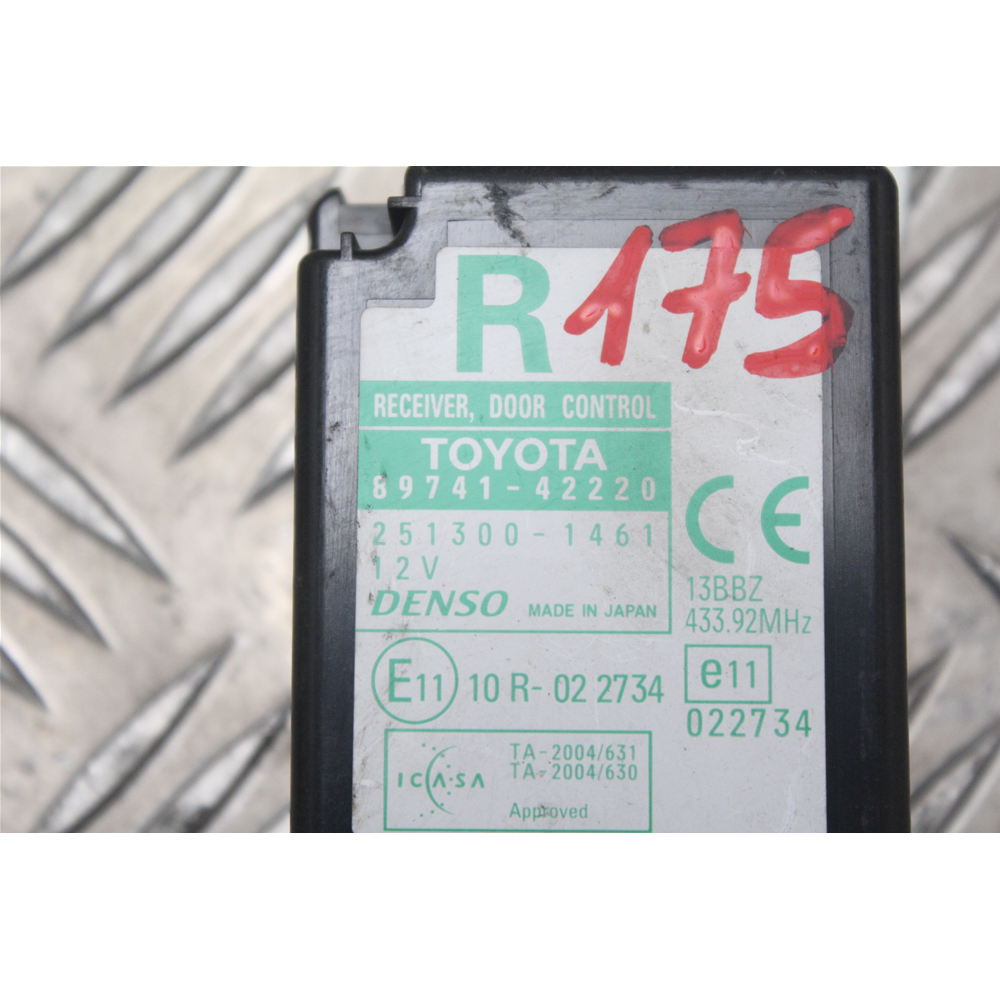 R 175
RECEIVER, DOOR CONTROL
TOYOTA
89741-42220
251300-1461
12V
DENSO MADE IN JAPAN
CE
13BBZ
433.92MHz
E11 10 R- 02 2734
e11
022734
ICASA
TA-2004/631
TA-2004/630
Approved